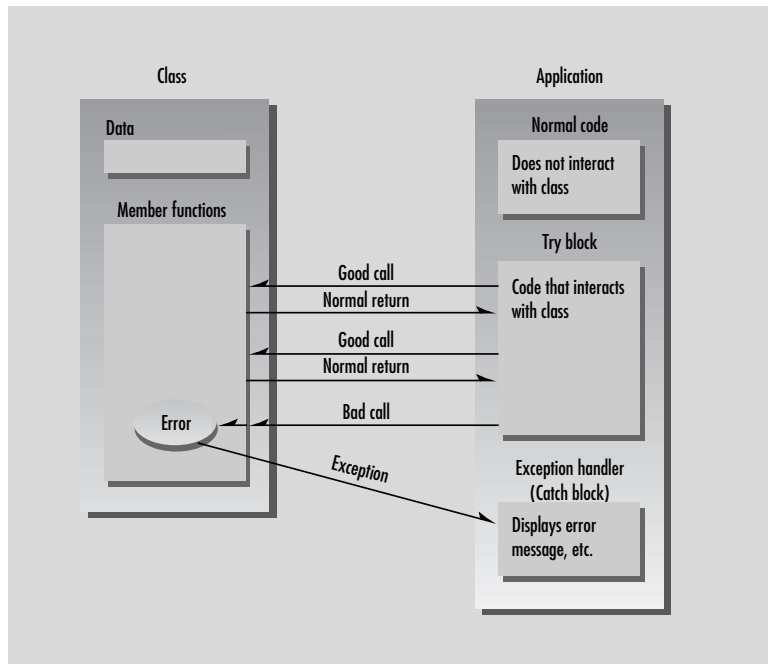 Class
Data
Member functions
Error
Good call
Normal return
Good call
Normal return
Bad call
Exception
Application
Normal code
Does not interact
with class
Try block
Code that interacts
with class
Exception handler
(Catch block)
Displays error
message, etc.